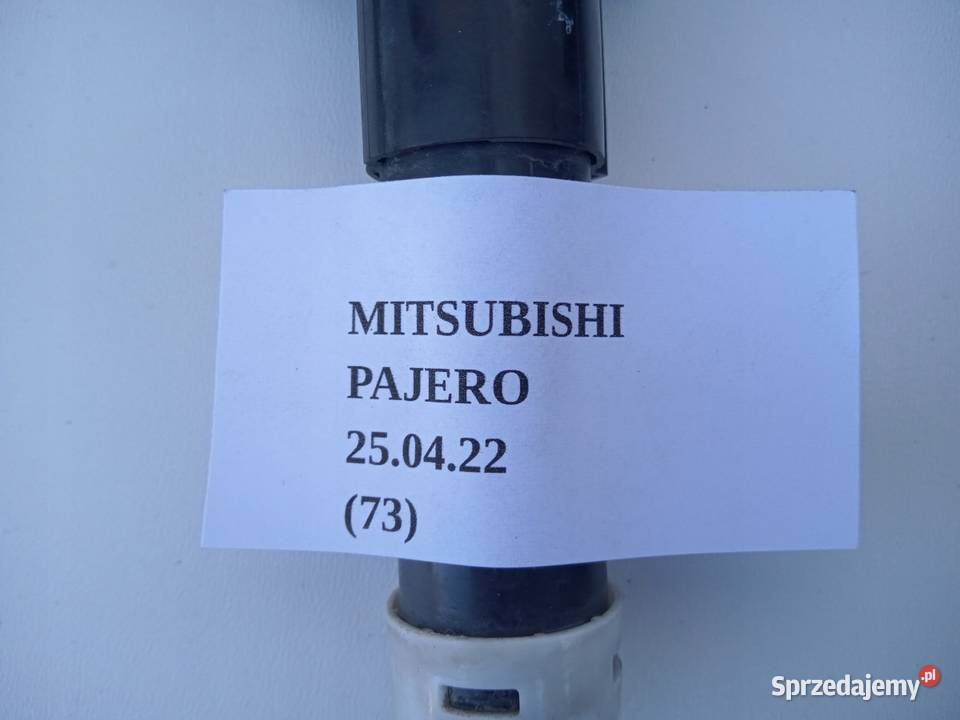 MITSUBISHI
PAJERO
25.04.22
(73)
Sprzedajemy.pl